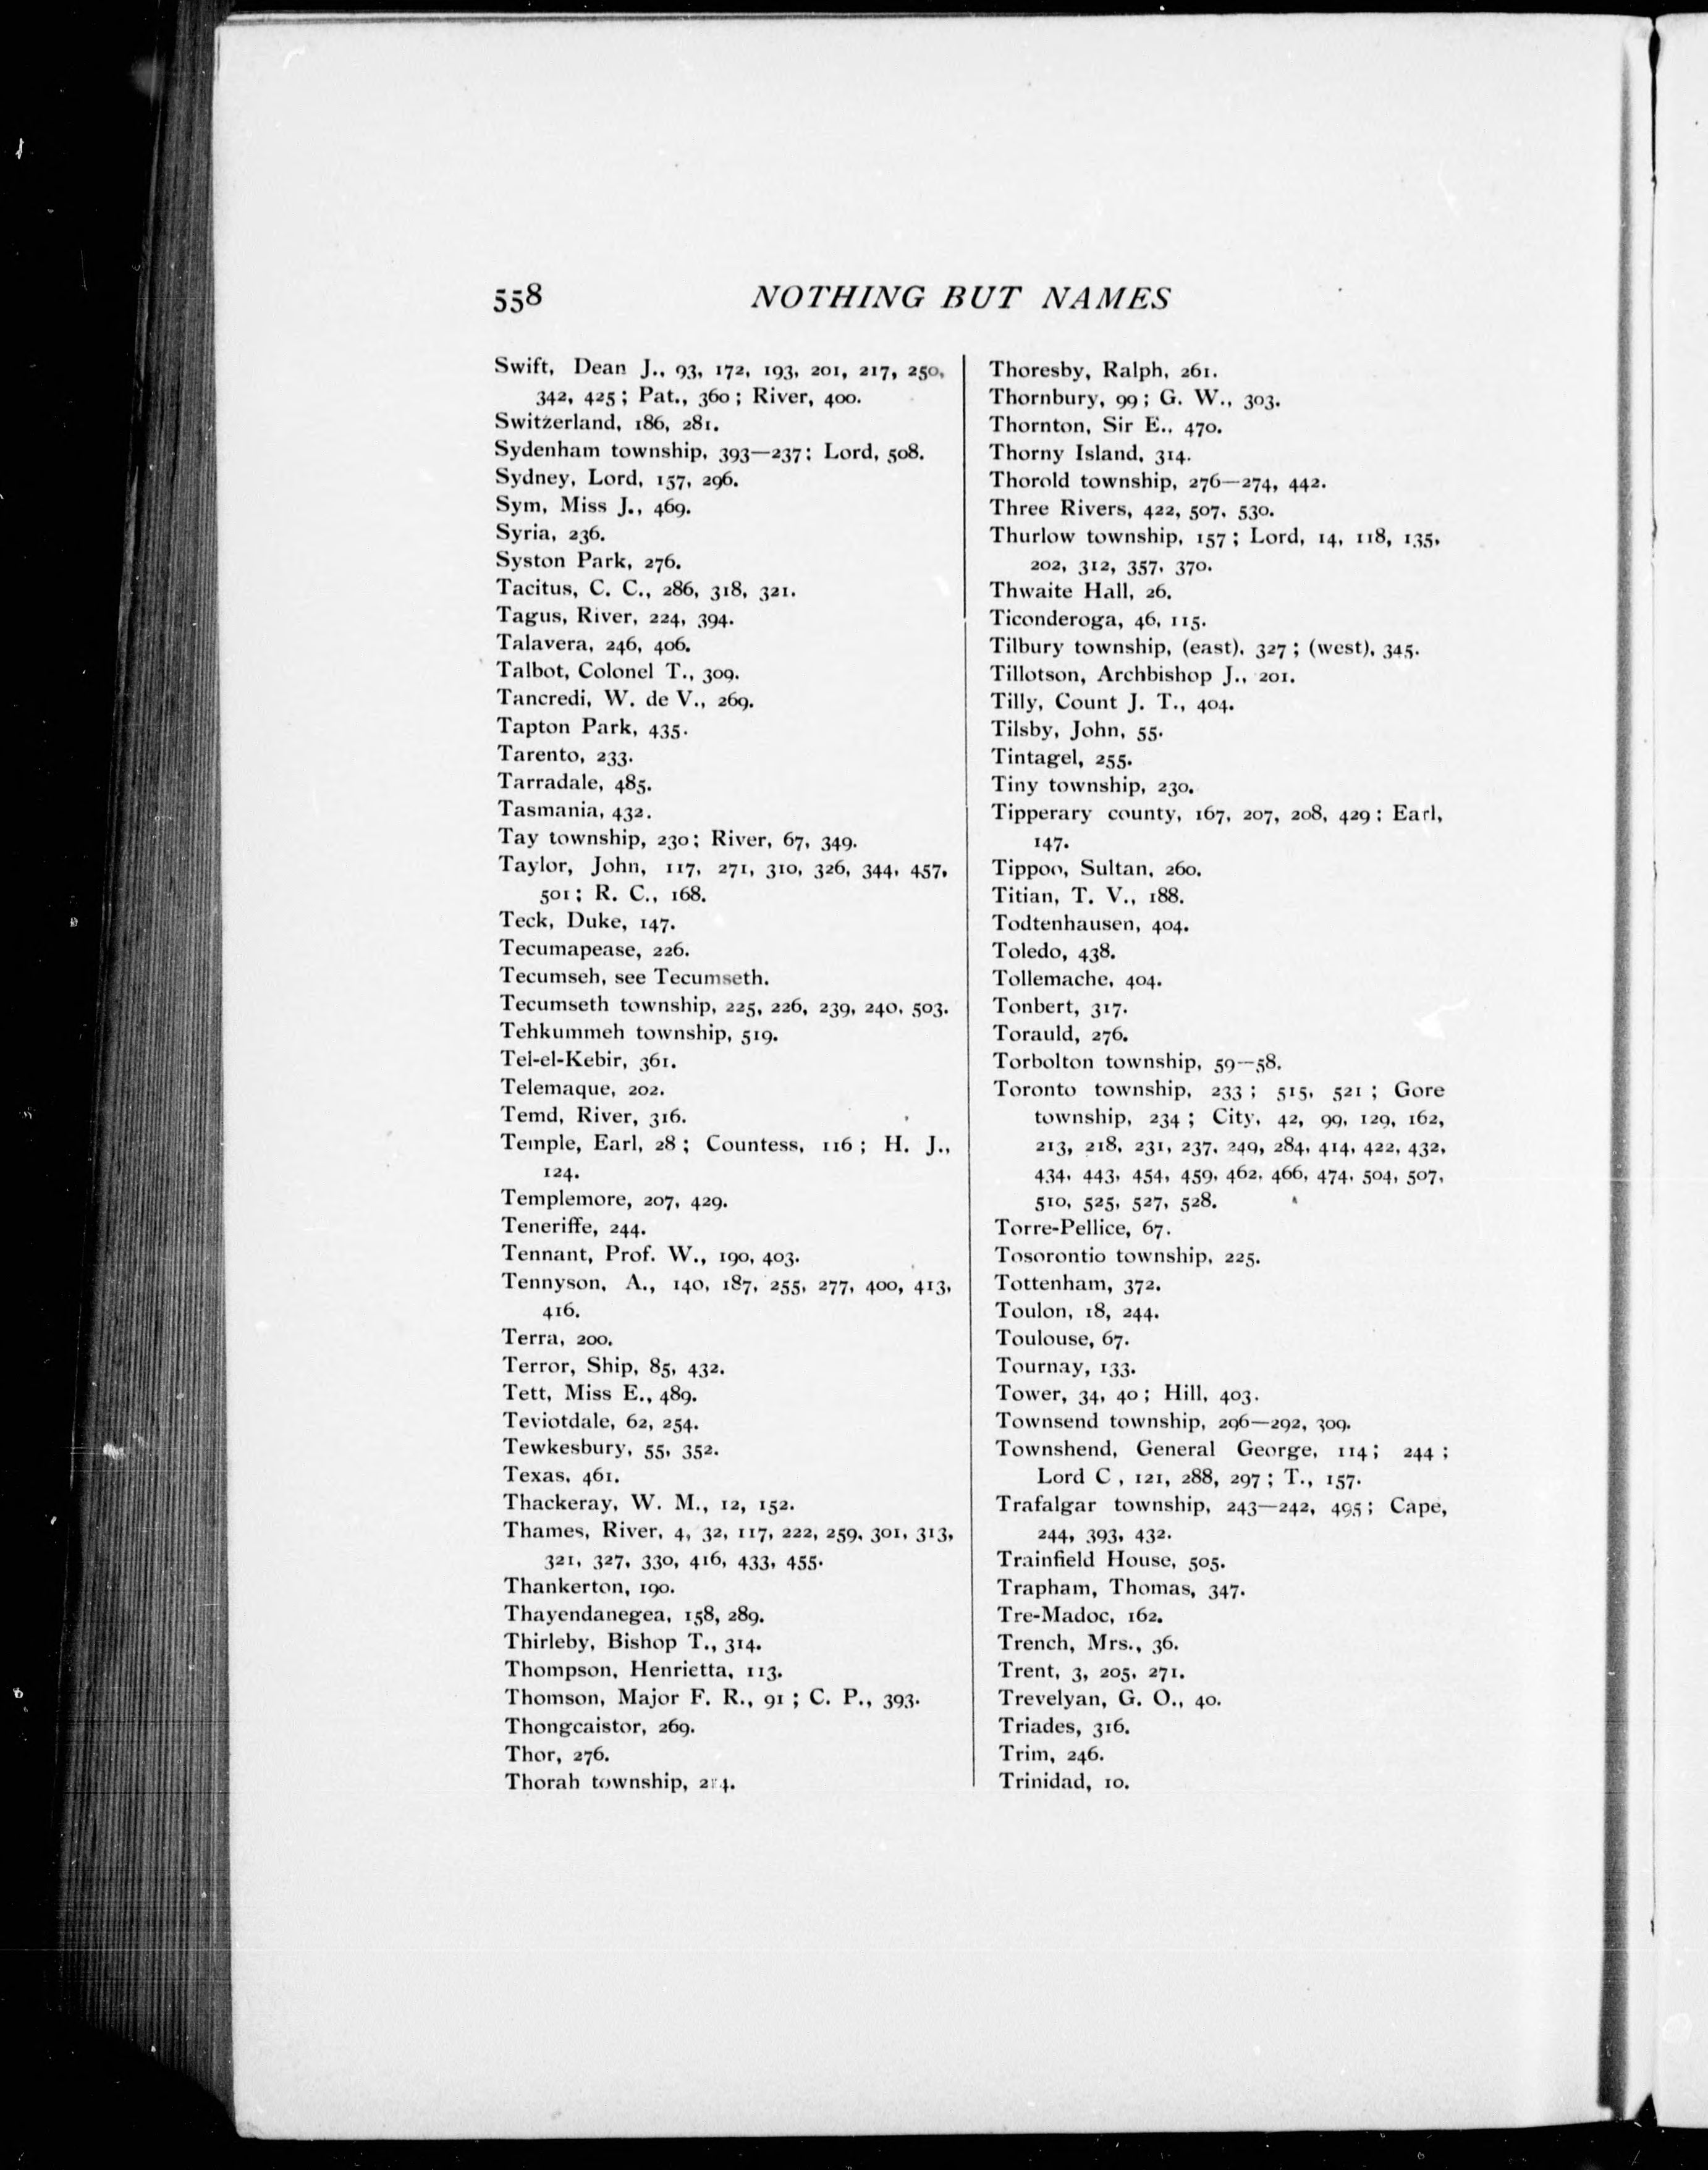 558
NOTHING BUT NAMES
Swift, Dean J., 93, 172, 193, 201, 217, 250,
342, 425 ; Pat., 360 ; River, 400.
Switzerland, 186, 281.
Sydenham township, 393—237 ; Lord, 508.
Sydney, Lord, 157, 296.
Sym, Miss J., 469.
Syria, 236.
Syston Park, 276.
Tacitus, C. C., 286, 318, 321.
Tagus, River, 224, 394.
Talavera, 246, 406.
Talbot, Colonel T., 309.
Tancredi, W. de V., 269.
Tapton Park, 435.
Tarento, 233.
Tarradale, 485.
Tasmania, 432.
Tay township, 230 ; River, 67, 349.
Taylor, John, 117, 271, 310, 326, 344, 457,
501 ; R. C., 168.
Teck, Duke, 147.
Tecumapease, 226.
Tecumseh, see Tecumseth.
Tecumseth township, 225, 226, 239, 240, 503.
Tehkummeh township, 519.
Tel-el-Kebir, 361.
Telemaque, 202.
Temd, River, 316.
Temple, Earl, 28 ; Countess, 116 ; H. J.,
124.
Templemore, 207, 429.
Teneriffe, 244.
Tennant, Prof. W., 190, 403.
Tennyson, A., 140, 187, 255, 277, 400, 413,
416.
Terra, 200.
Terror, Ship, 85, 432.
Tett, Miss E., 489.
Teviotdale, 62, 254.
Tewkesbury, 55, 352.
Texas, 461.
Thackeray, W. M., 12, 152.
Thames, River, 4, 32, 117, 222, 259, 301, 313,
321, 327, 330, 416, 433, 455.
Thankerton, 190.
Thayendanegea, 158, 289.
Thirleby, Bishop T., 314.
Thompson, Henrietta, 113.
Thomson, Major F. R., 91 ; C. P., 393.
Thongcaistor, 269.
Thor, 276.
Thorah township,
Thoresby, Ralph, 261.
Thornbury, 99 ; G. W., 303.
Thornton, Sir E., 470.
Thorny Island, 314.
Thorold township, 276—274, 442.
Three Rivers, 422, 507, 530.
Thurlow township, 157 ; Lord, 14, 118, 135,
202, 312, 357, 370.
Thwaite Hall, 26.
Ticonderoga, 46, 115.
Tilbury township, (east), 327 ; (west), 345.
Tillotson, Archbishop J., 201.
Tilly, Count J. T., 404.
Tilsby, John, 55.
Tintagel, 255.
Tiny township, 230.
Tipperary county, 167, 207, 208, 429 ; Earl,
147.
Tippoo, Sultan, 260.
Titian, T. V., 188.
Todtenhausen, 404.
Toledo, 438.
Tollemache, 404.
Tonbert, 317.
Torauld, 276.
Torbolton township, 59—58.
Toronto township, 233 ; 515, 521 ; Gore
township, 234 ; City, 42, 99, 129, 162,
213, 218, 231, 237, 249, 284, 414, 422, 432,
434, 443, 454, 459, 462, 466, 474, 504, 507,
510, 525, 527, 528.
Torre-Pellice, 67.
Tosorontio township, 225.
Tottenham, 372.
Toulon, 18, 244.
Toulouse, 67.
Tournay, 133.
Tower, 34, 40 ; Hill, 403.
Townsend township, 296—292, 309.
Townshend, General George, 114 ; 244 ;
Lord C , 121, 288, 297 ; T., 157.
Trafalgar township, 243—242, 495 ; Cape,
244, 393, 432.
Trainfield House, 505.
Trapham, Thomas, 347.
Tre-Madoc, 162.
Trench, Mrs., 36.
Trent, 3, 205, 271.
Trevelyan, G. O., 40.
Triades, 316.
Trim, 246.
Trinidad, 10.